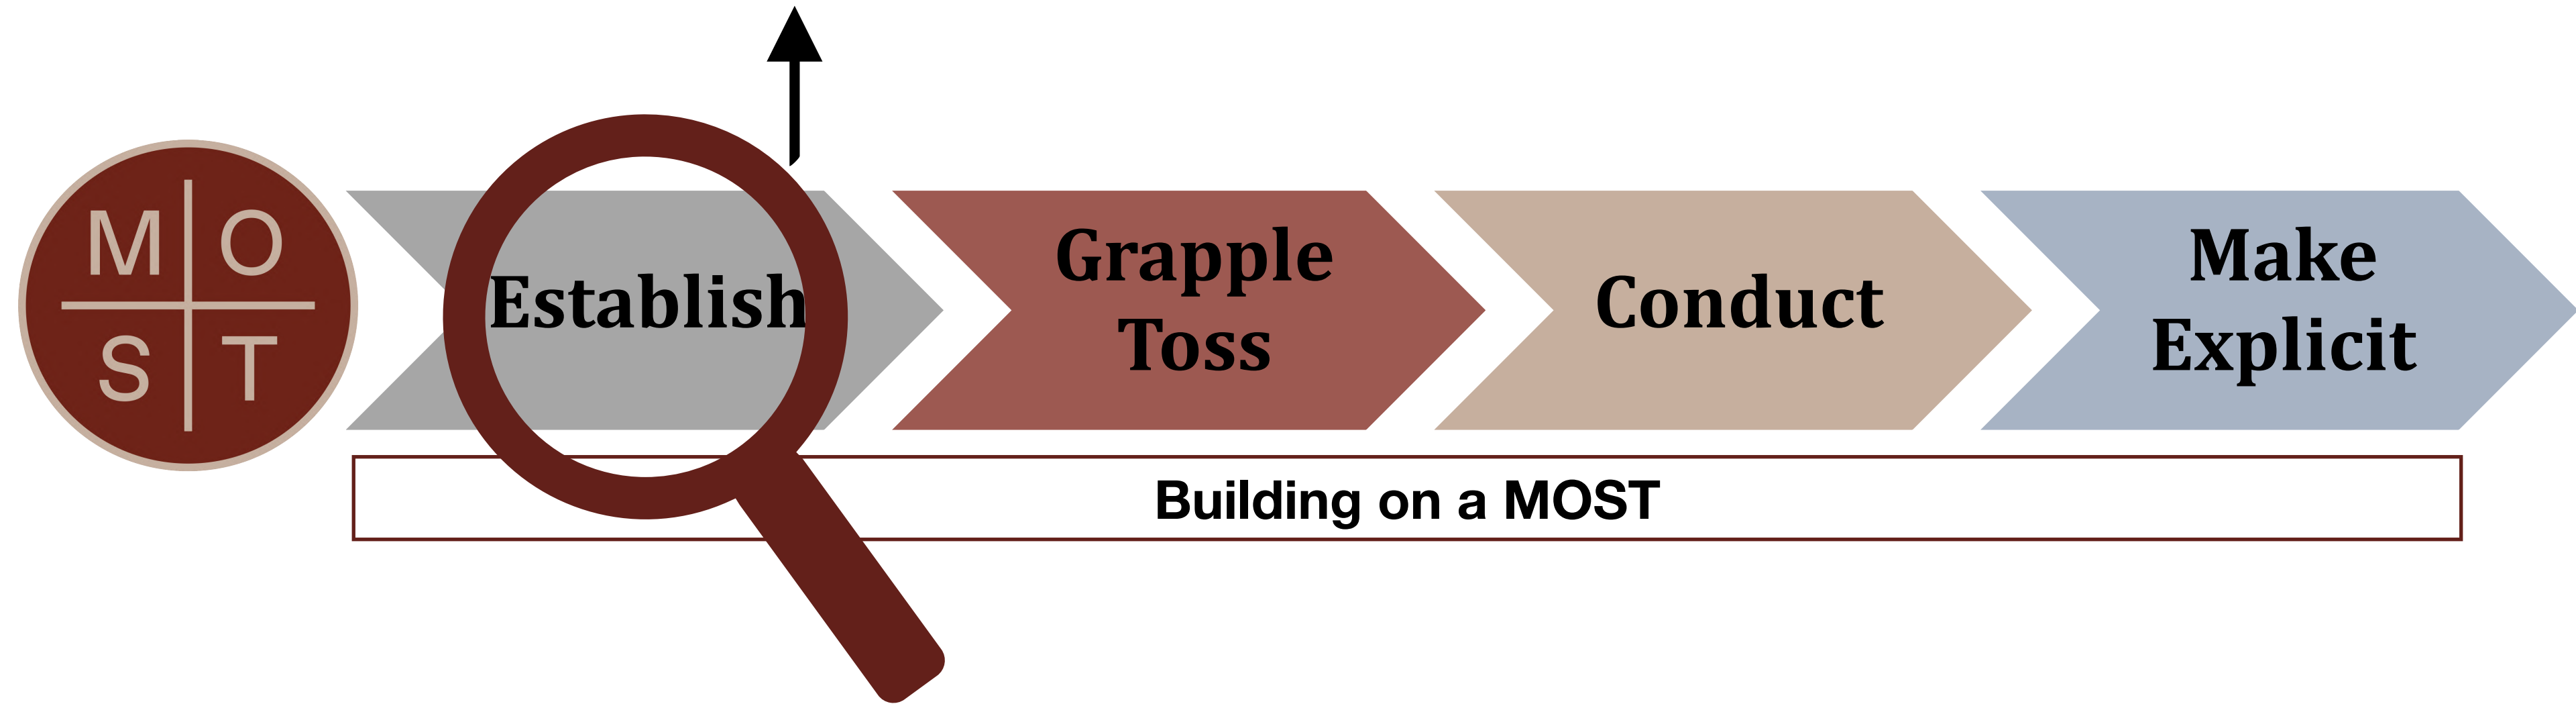 M O
S T
Establish
Grapple
Toss
Conduct
Make
Explicit
Building on a MOST